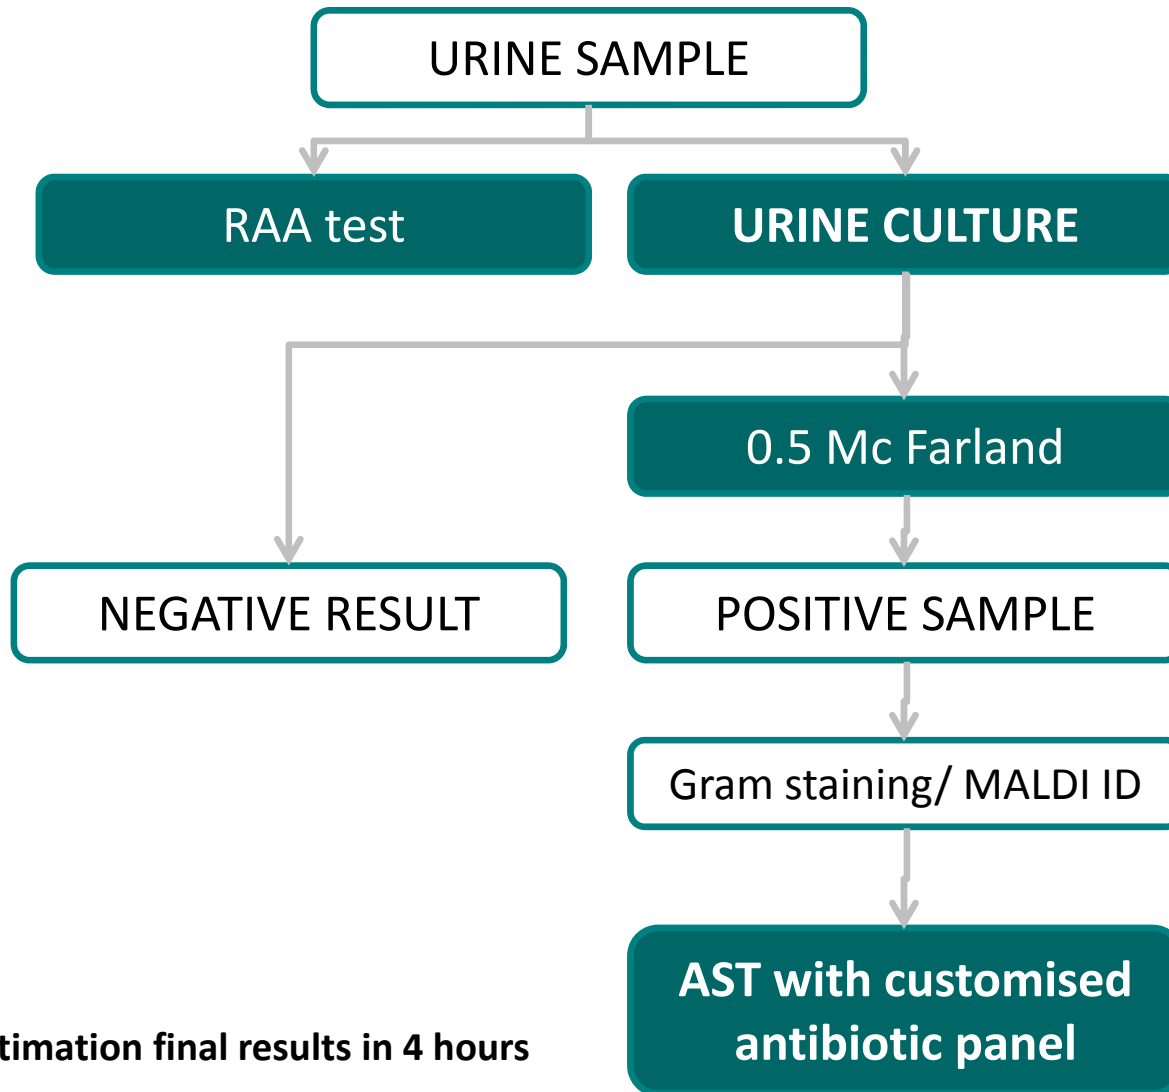 URINE SAMPLE
RAA test
URINE CULTURE
0.5 Mc Farland
NEGATIVE RESULT
POSITIVE SAMPLE
Gram staining/ MALDI ID
AST with customised
antibiotic panel
timation final results in 4 hours